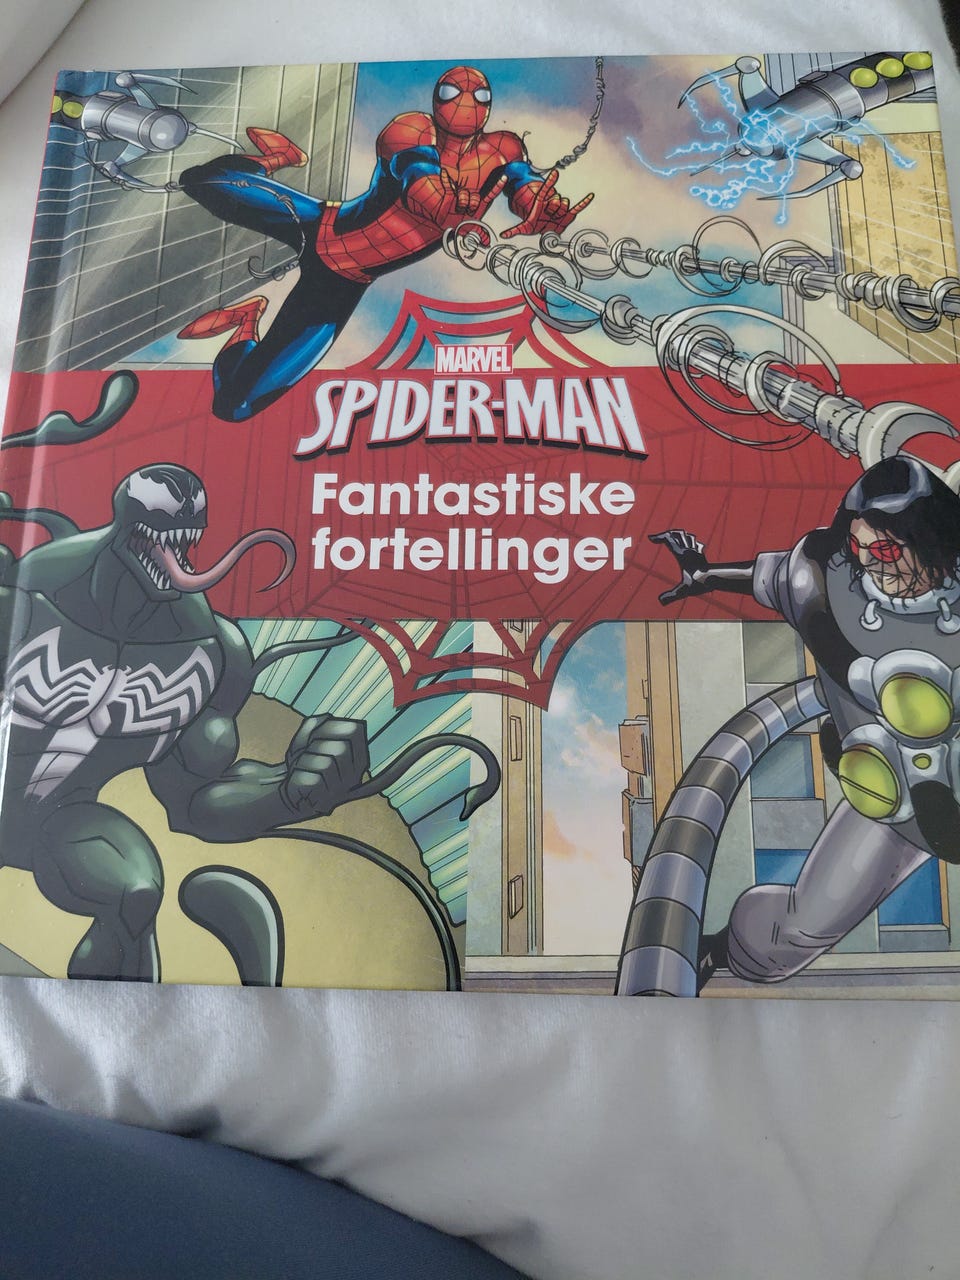 MARVEL
SPIDER-MAN
Fantastiske
fortellinger